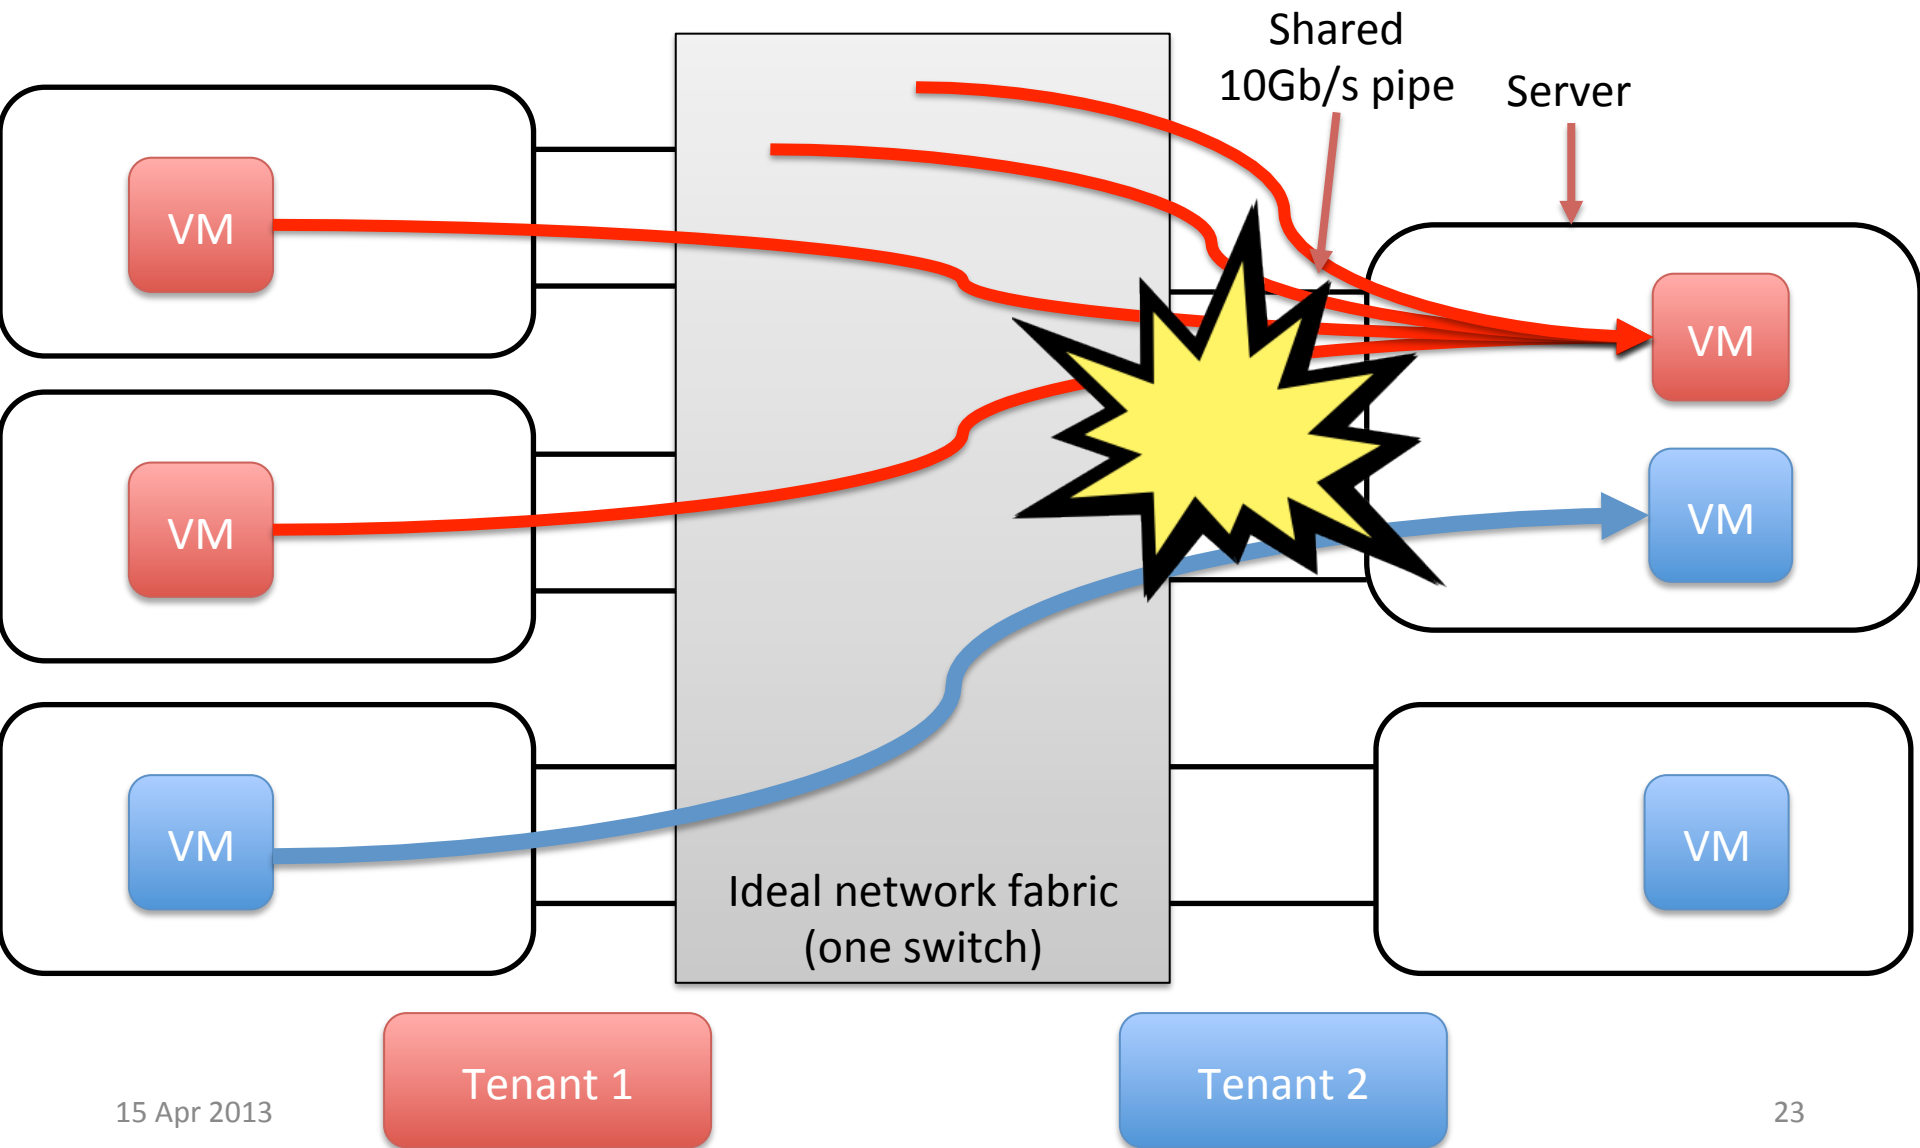 Shared
10Gb/s pipe
Server
VM
VM
VM
VM
VM
VM
Ideal network fabric
(one switch)
Tenant 1
Tenant 2
15 Apr 2013
23